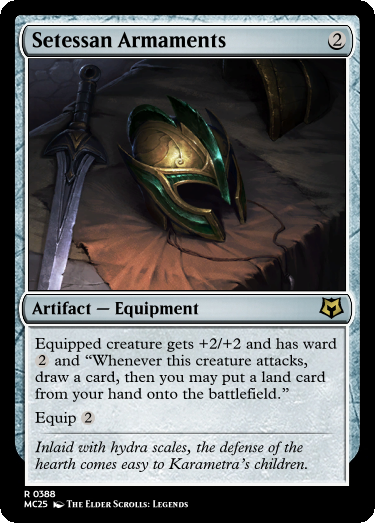 Setessan Armaments 2
Artifact — Equipment
Equipped creature gets +2/+2 and has ward
2 and “Whenever this creature attacks,
draw a card, then you may put a land card
from your hand onto the battlefield.”
Equip 2
Inlaid with hydra scales, the defense of the
hearth comes easy to Karametra’s children.
R 0388
MC25 The Elder Scrolls: Legends